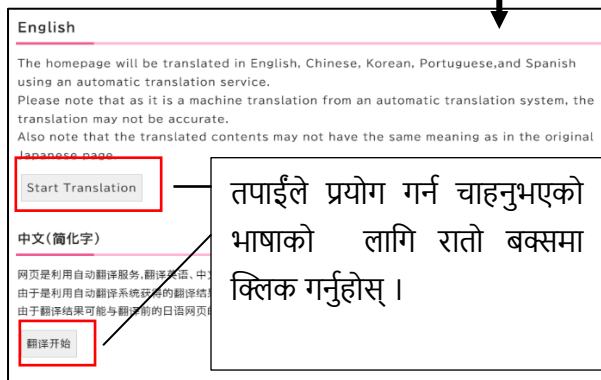 English
The homepage will be translated in English, Chinese, Korean, Portuguese,and Spanish
using an automatic translation service.
Please note that as it is a machine translation from an automatic translation system, the
translation may not be accurate.
Also note that the translated contents may not have the same meaning as in the original
Japanese page.
Start Translation
तपाईंले प्रयोग गर्न चाहनुभएको
भाषाको लागि रातो बक्समा
क्लिक गर्नुहोस् ।
中文(简化字)
网页是利用自动翻译服务,翻译英语、中
由于是利用自动翻译系统获得的翻译结
由于翻译结果可能与翻译前的日语网页
翻译开始